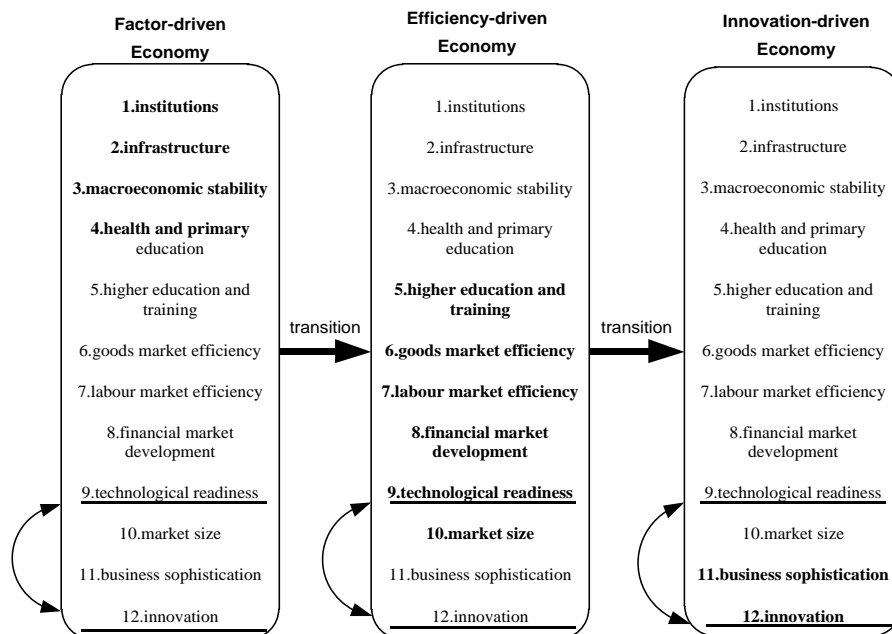 Factor-driven
Economy
1.institutions
2.infrastructure
3.macroeconomic stability
4.health and primary
education
5.higher education and
training
6.goods market efficiency
7.labour market efficiency
8.financial market
development
9.technological readiness
10.market size
11.business sophistication
12.innovation
transition
Efficiency-driven
Economy
1.institutions
2.infrastructure
3.macroeconomic stability
4.health and primary
education
5.higher education and
training
6.goods market efficiency
7.labour market efficiency
8.financial market
development
9.technological readiness
10.market size
11.business sophistication
12.innovation
transition
Innovation-driven
Economy
1.institutions
2.infrastructure
3.macroeconomic stability
4.health and primary
education
5.higher education and
training
6.goods market efficiency
7.labour market efficiency
8.financial market
development
9.technological readiness
10.market size
11.business sophistication
12.innovation